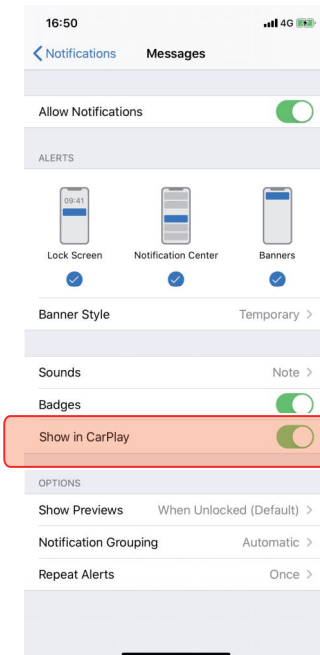 16:50 4G
Notifications Messages
Allow Notifications
ALERTS
09:41
Lock Screen Notification Center Banners
Banner Style Temporary
Sounds Note
Badges
Show in CarPlay
OPTIONS
Show Previews When Unlocked (Default)
Notification Grouping Automatic
Repeat Alerts Once